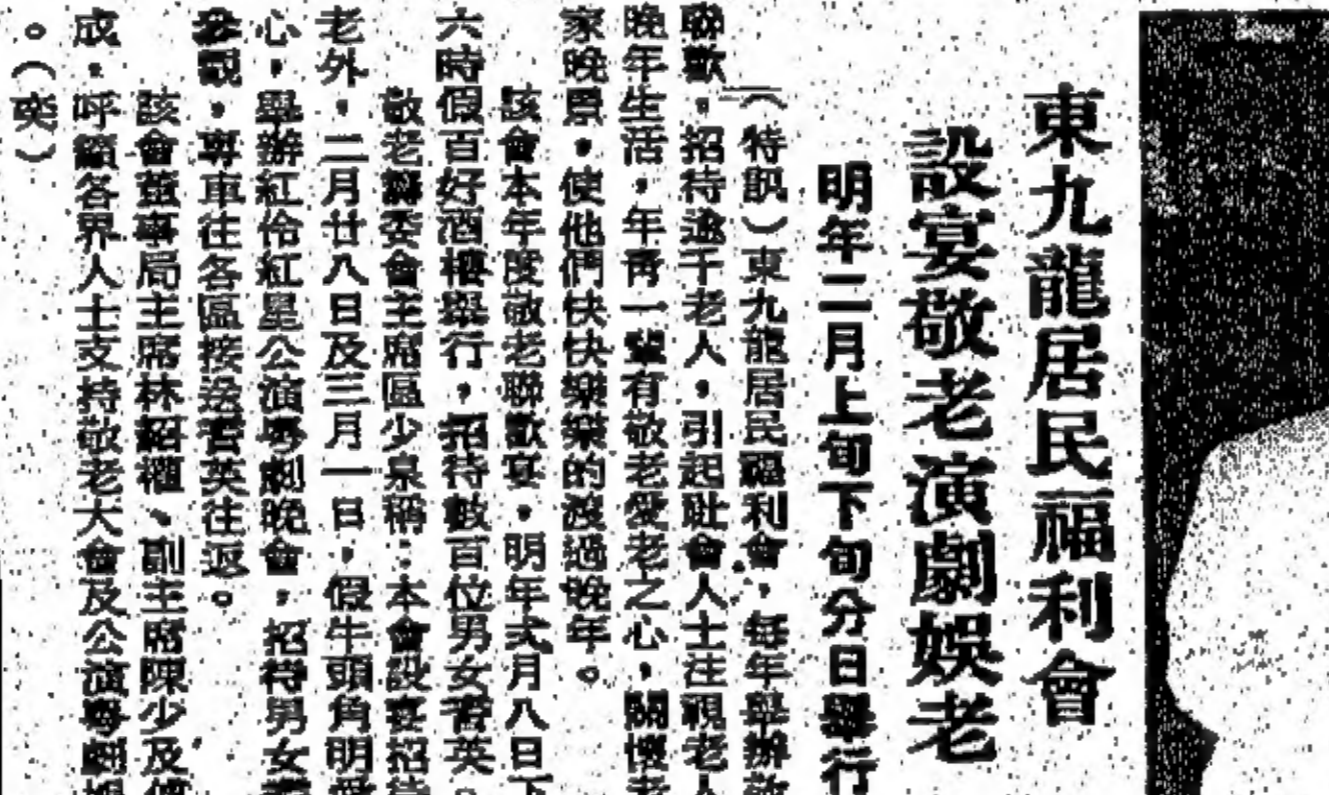 東九龍居民福利會
設宴敬老演劇娛老
明年二月上旬下旬分日舉行
（特訊）東九龍居民福利會，每年舉辦敬
聯歡，招待逾千老人，引起社會人士注視老人
晚年生活，年青一輩有敬老愛老之心，關懷老
家晚景，使他們快快樂樂的渡過晚年。
該會本年度敬老聯歡宴，明年弍月八日下
六時假百好酒樓舉行，招待數百位男女耆英。
敬老籌委會主席區少泉稱：本會設宴招待
老外，二月廿八日及三月一日，假牛頭角明愛
心，舉辦紅伶紅星公演粵劇晚會，招待男女耆
參觀，專車往各區接送耆英往返。
該會董事局主席林紹權、副主席陳少及
成，呼籲各界人士支持敬老大會及公演粵劇娛
。（奕）